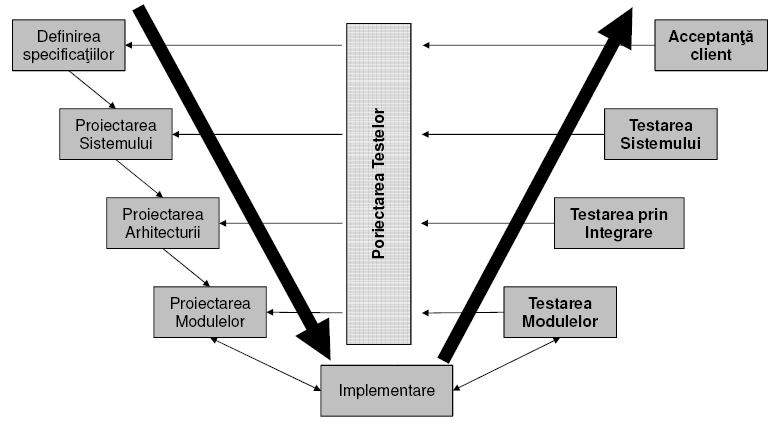 Definirea
specificaţiilor
Acceptanţă
client
Proiectarea
Sistemului
Testarea
Sistemului
Poriectarea Testelor
Proiectarea
Arhitecturii
Testarea prin
Integrare
Proiectarea
Modulelor
Testarea
Modulelor
Implementare